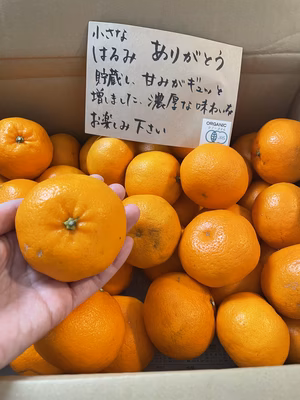 小さな
はるみ ありがとう
貯蔵し、甘みがギュッと
増しました。濃厚な味わいを
お楽しみ下さい
ORGANIC
JAS